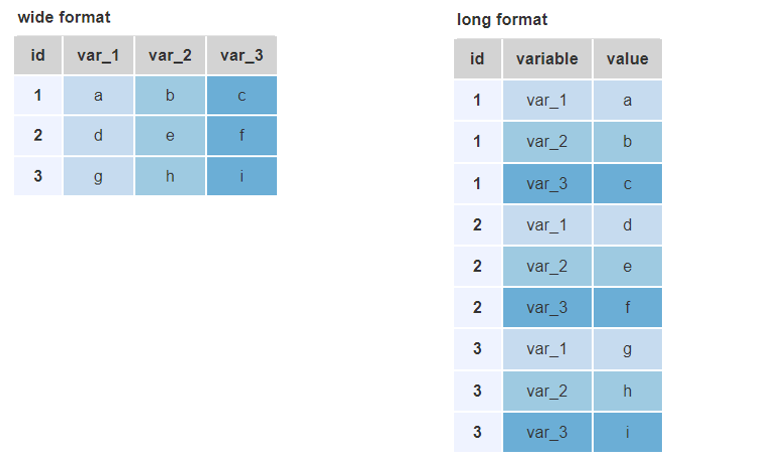 wide format
id var_1 var_2 var_3
1 a b c
2 d e f
3 g h i
long format
id variable value
1 var_1 a
1 var_2 b
1 var_3 c
2 var_1 d
2 var_2 e
2 var_3 f
3 var_1 g
3 var_2 h
3 var_3 i